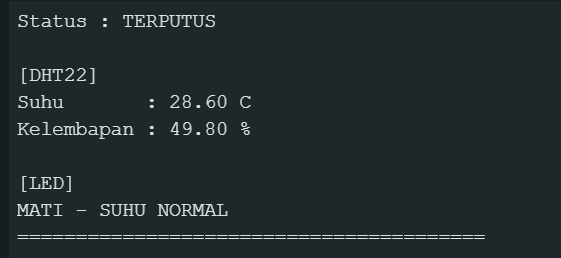 Status : TERPUTUS
[DHT22]
Suhu       : 28.60 C
Kelembapan : 49.80 %
[LED]
MATI - SUHU NORMAL
========================================